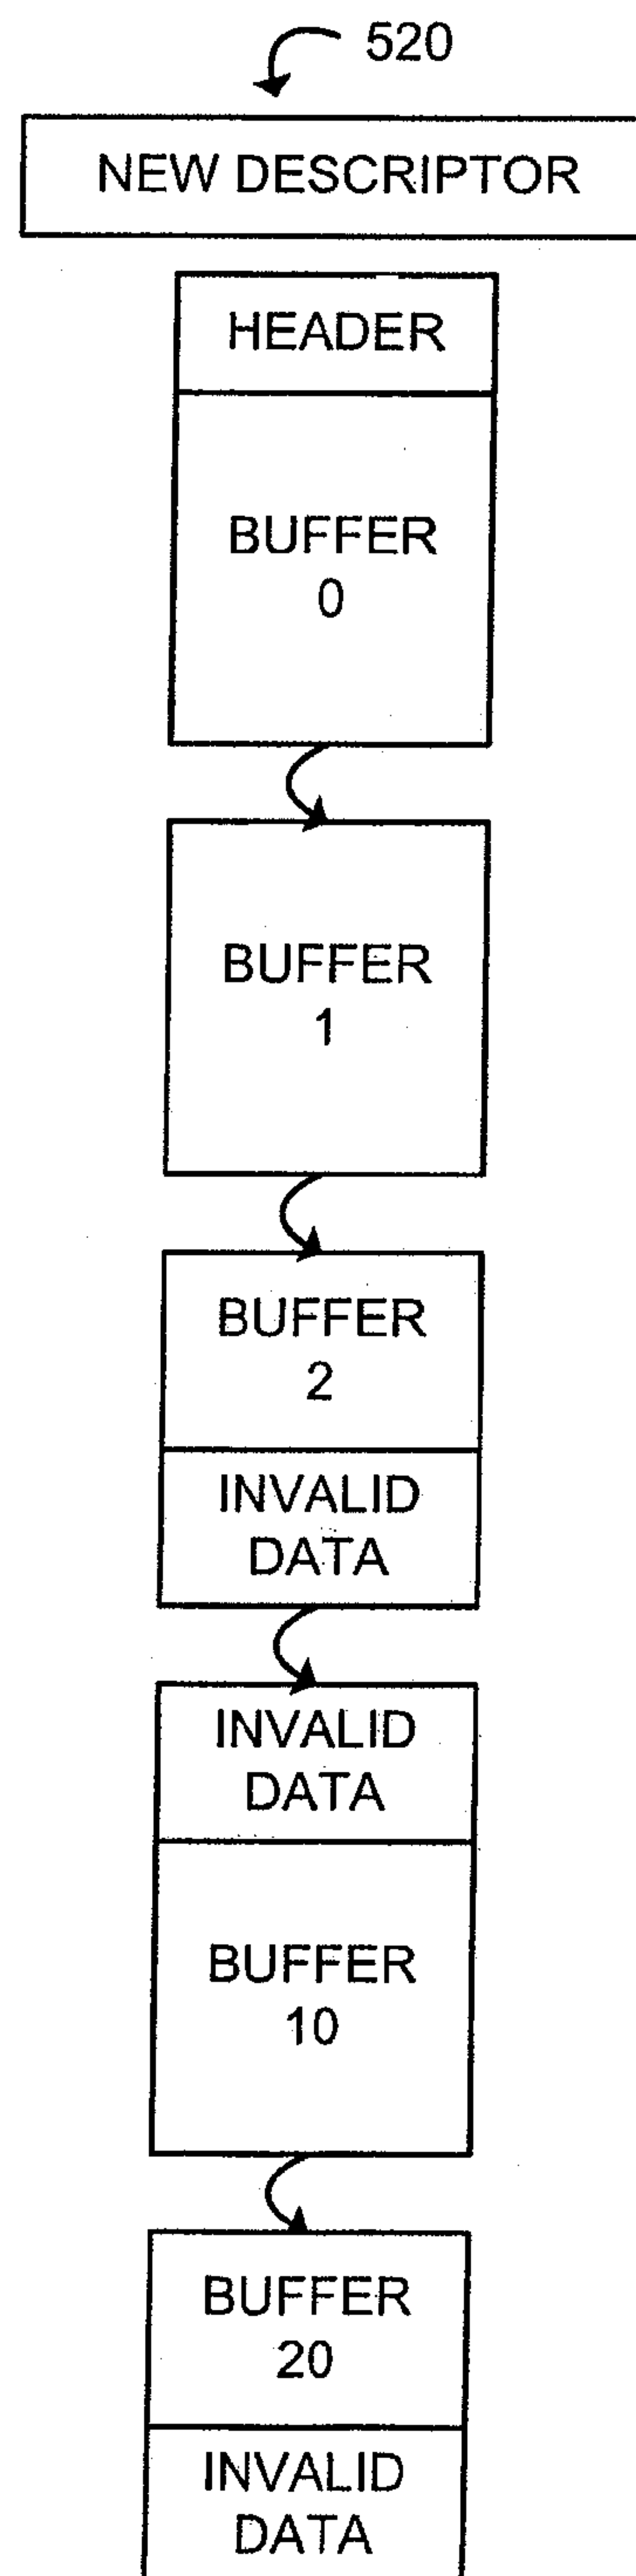 520
NEW DESCRIPTOR
HEADER
BUFFER
0
BUFFER
1
BUFFER
2
INVALID
DATA
INVALID
DATA
BUFFER
10
BUFFER
20
INVALID
DATA